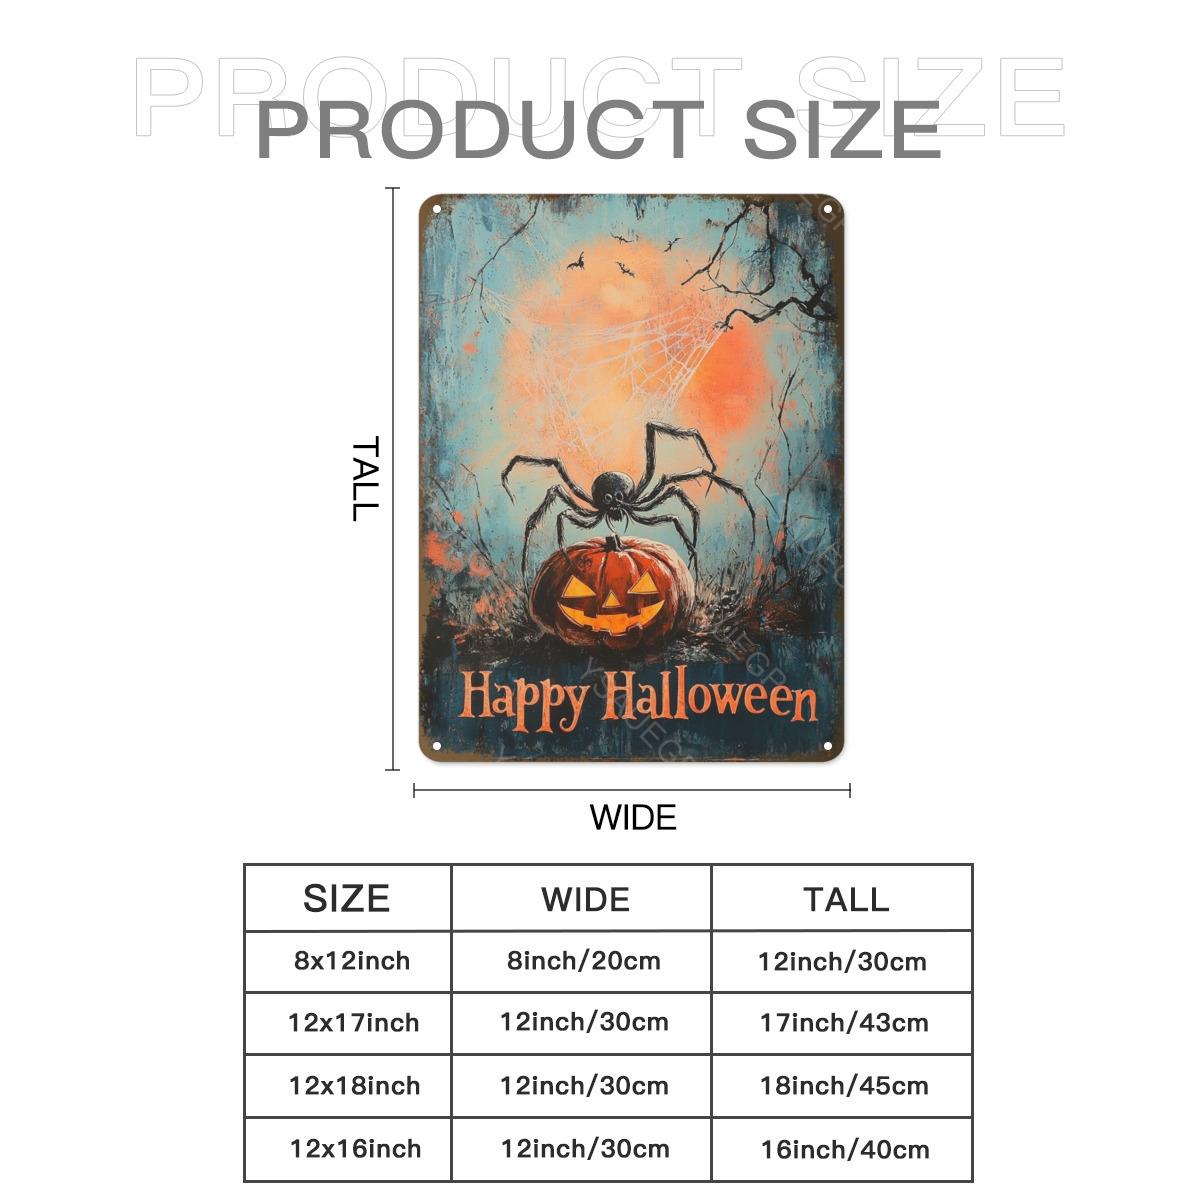 PRODUCT SIZE
PRODUCT SIZE
TALL
Happy Halloween
WIDE
SIZE WIDE TALL
8x12inch 8inch/20cm 12inch/30cm
12x17inch 12inch/30cm 17inch/43cm
12x18inch 12inch/30cm 18inch/45cm
12x16inch 12inch/30cm 16inch/40cm